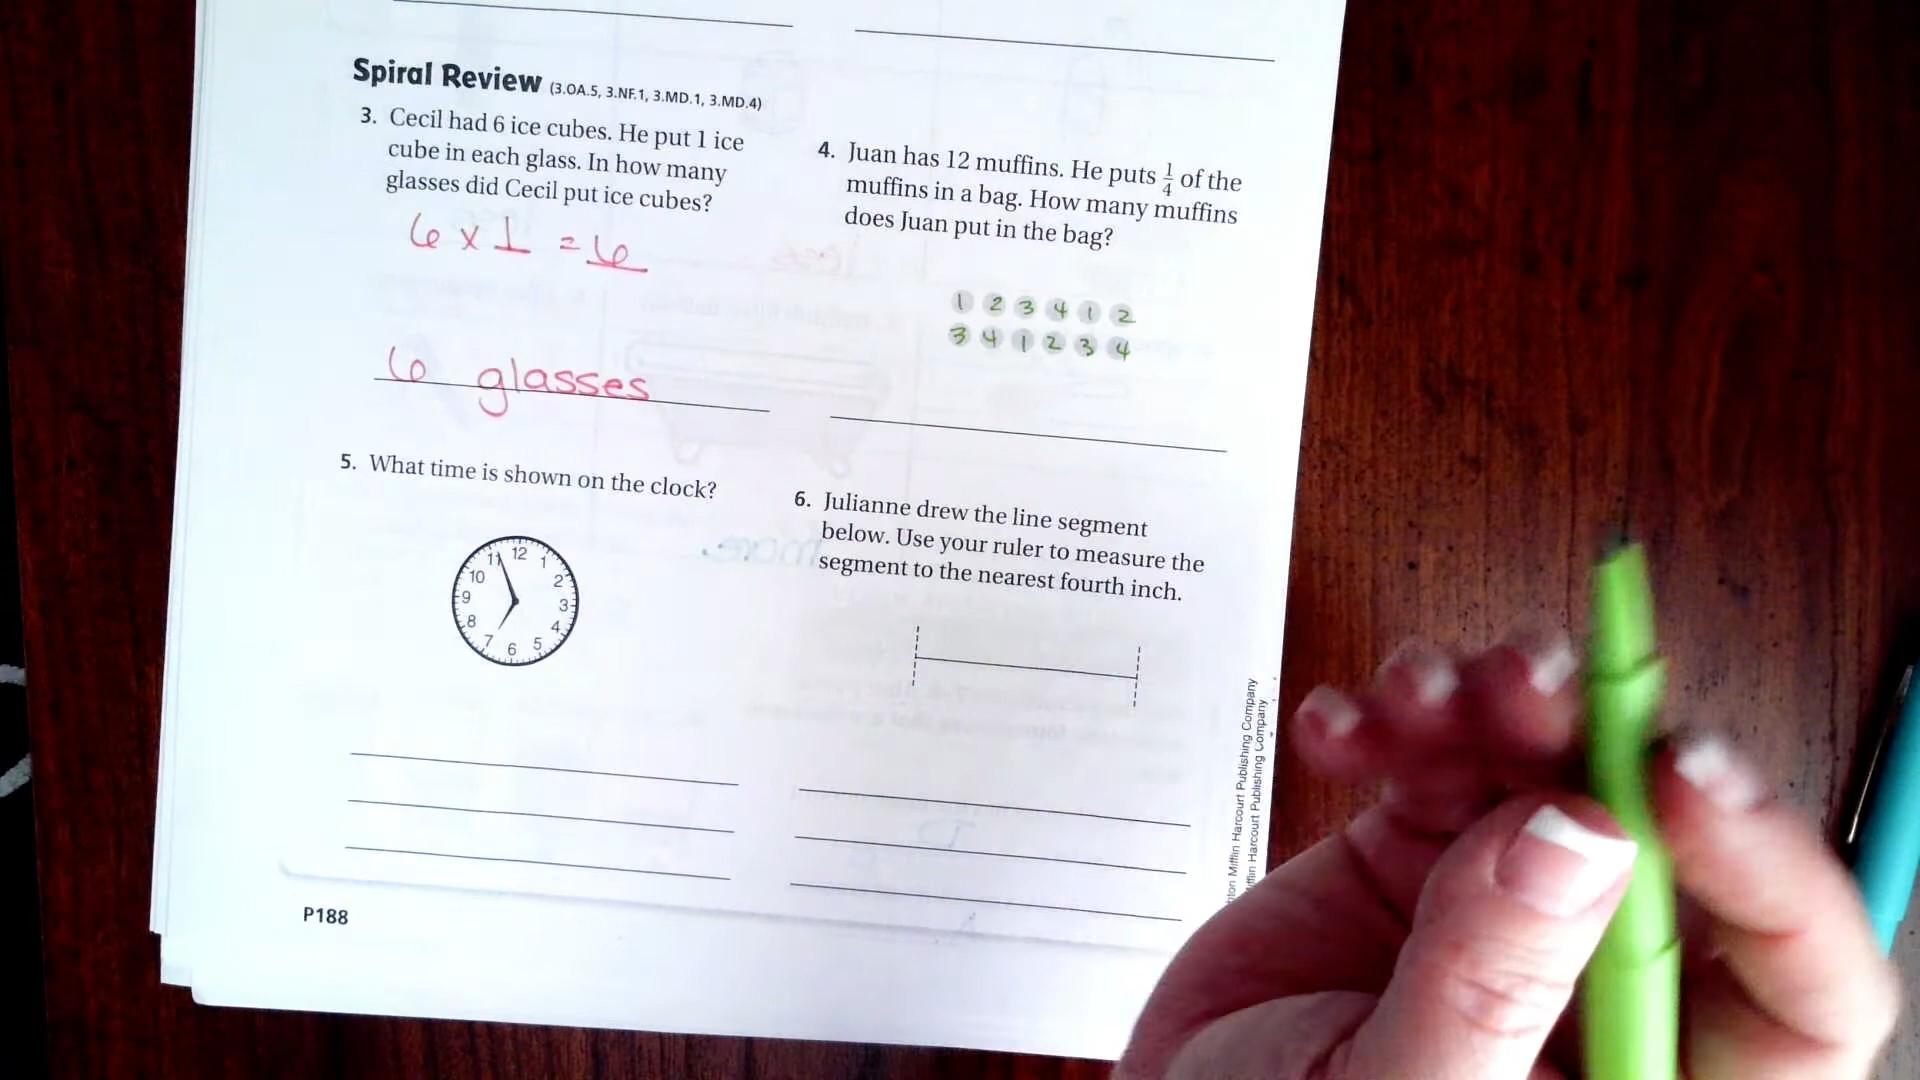 Spiral Review (3.OA.5, 3.NF.1, 3.MD.1, 3.MD.4)
3. Cecil had 6 ice cubes. He put 1 ice
cube in each glass. In how many
glasses did Cecil put ice cubes?
6 x 1 = 6
6 glasses
4. Juan has 12 muffins. He puts 1/4 of the
muffins in a bag. How many muffins
does Juan put in the bag?
1 2 3 4 1 2
3 4 1 2 3 4
5. What time is shown on the clock?
12
1
2
3
4
5
6
7
8
9
10
11
6. Julianne drew the line segment
below. Use your ruler to measure the
segment to the nearest fourth inch.
P188
Mifflin Harcourt Publishing Company
Harcourt Publishing Company